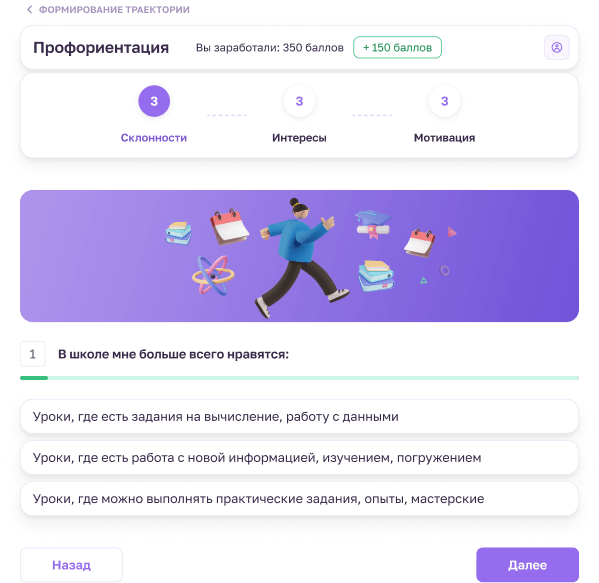 ФОРМИРОВАНИЕ ТРАЕКТОРИИ
Профориентация
Вы заработали: 350 баллов
+ 150 баллов
3
3
3
Склонности
Интересы
Мотивация
1
В школе мне больше всего нравятся:
Уроки, где есть задания на вычисление, работу с данными
Уроки, где есть работа с новой информацией, изучением, погружением
Уроки, где можно выполнять практические задания, опыты, мастерские
Назад
Далее